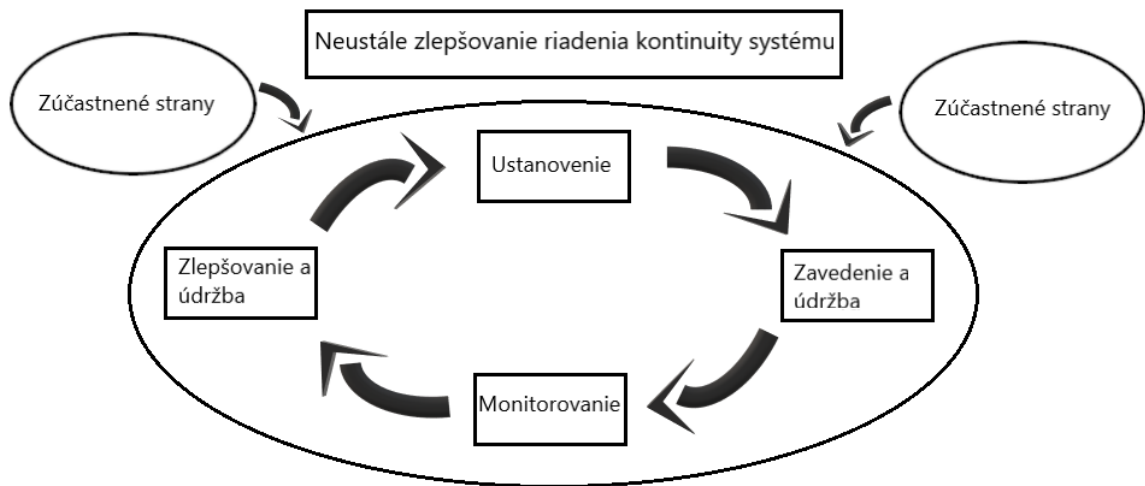 Neustále zlepšovanie riadenia kontinuity systému
Zúčastnené strany
Zúčastnené strany
Ustanovenie
Zlepšovanie a
údržba
Zavedenie a
údržba
Monitorovanie